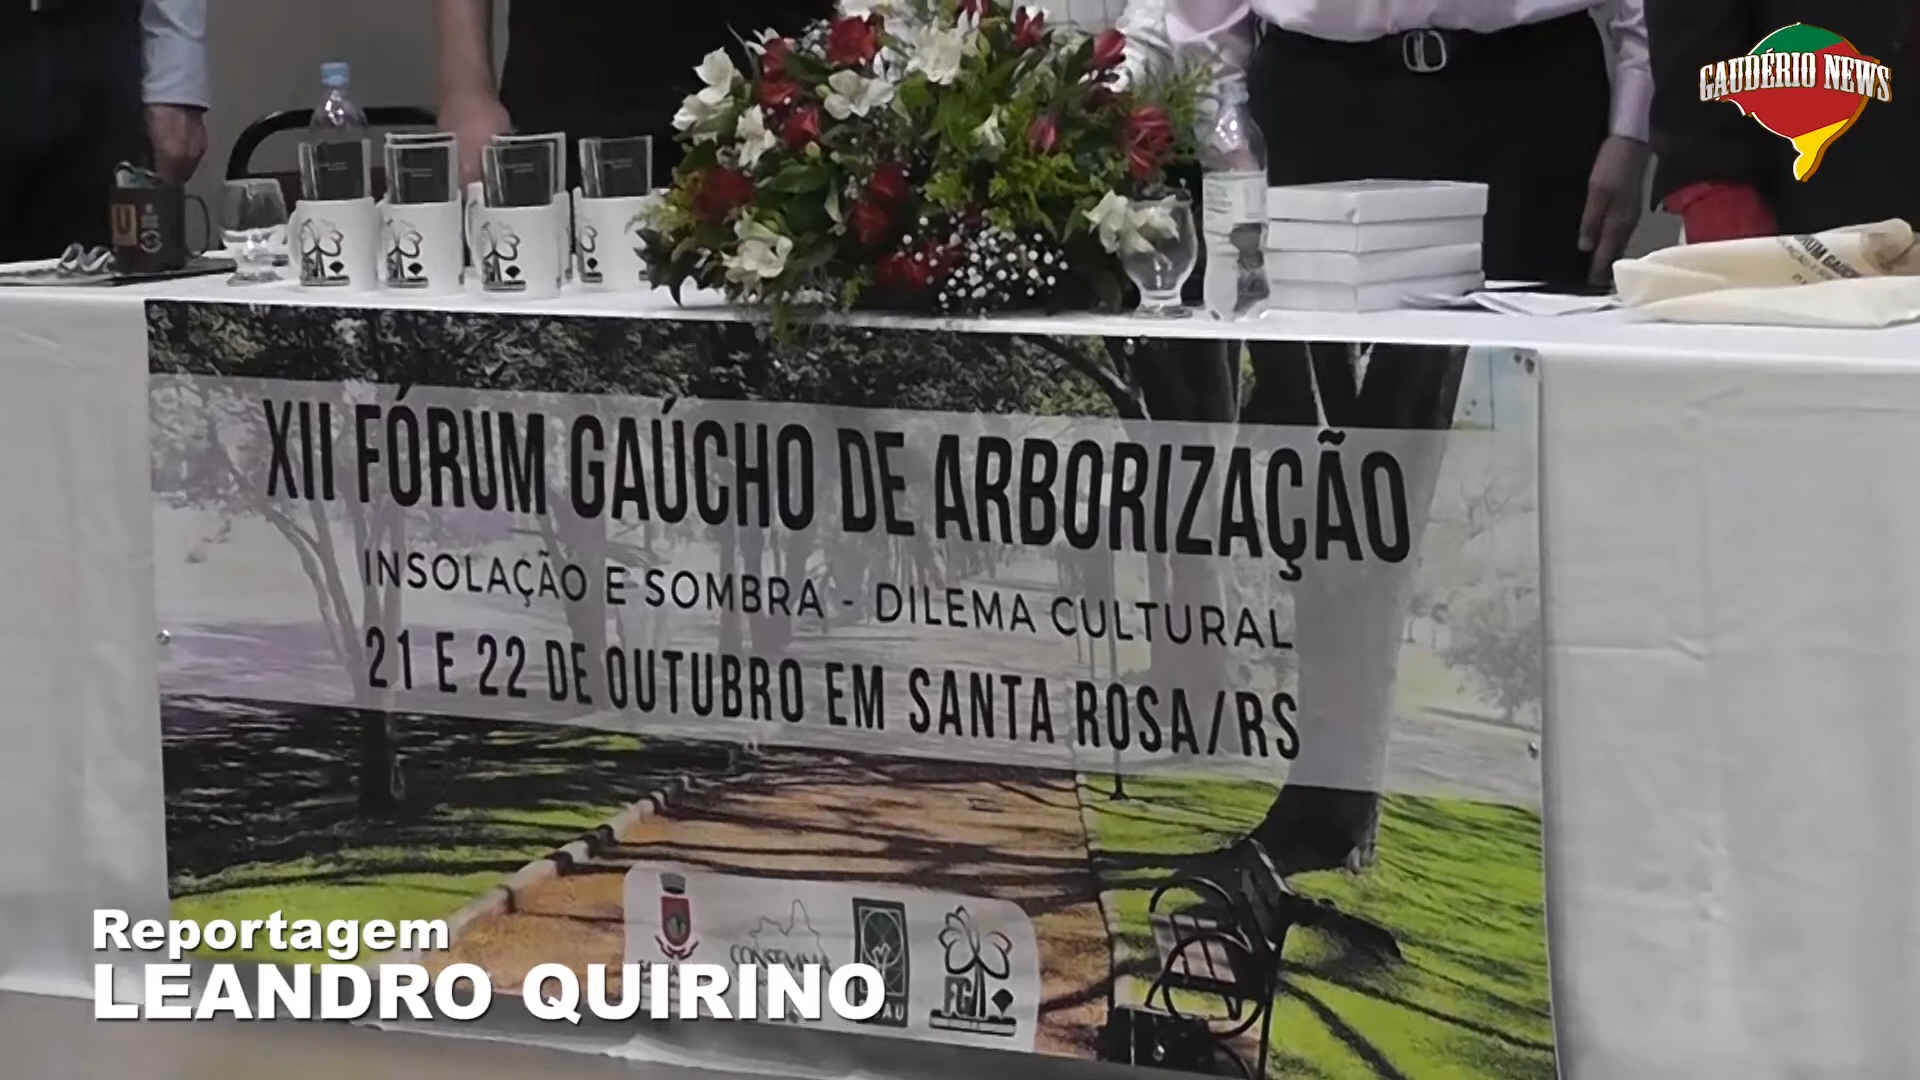 GAUDÉRIO NEWS
XII FÓRUM GAÚCHO DE ARBORIZAÇÃO
INSOLAÇÃO E SOMBRA - DILEMA CULTURAL
21 E 22 DE OUTUBRO EM SANTA ROSA/RS
FGA
Reportagem
LEANDRO QUIRINO